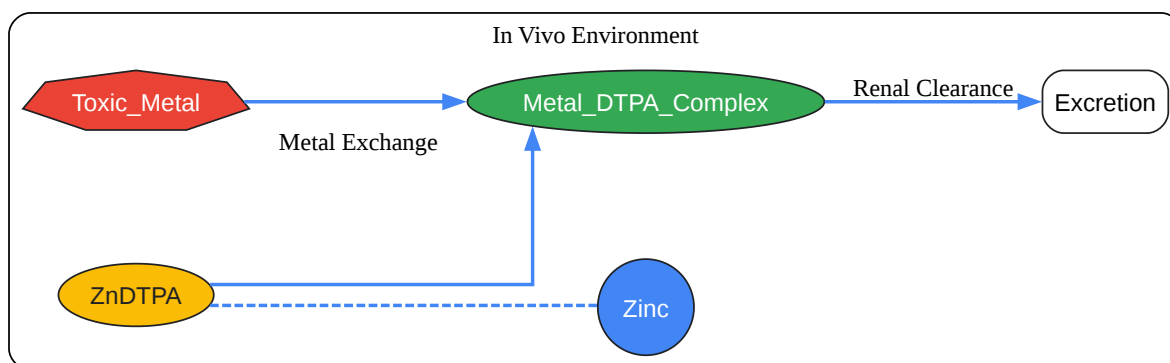 In Vivo Environment
Toxic_Metal
Metal_DTPA_Complex
Renal Clearance
Excretion
Metal Exchange
ZnDTPA
Zinc